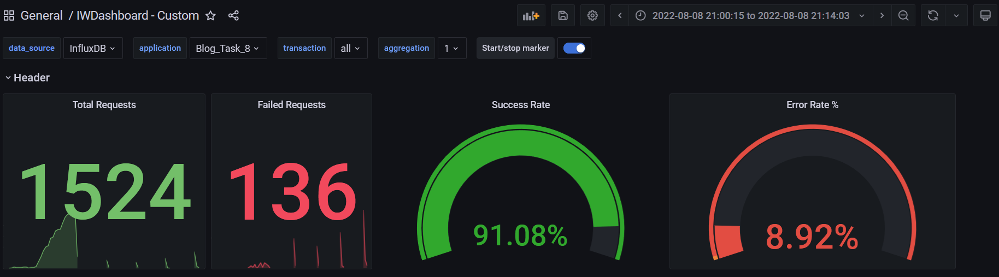 General / IWDashboard - Custom
2022-08-08 21:00:15 to 2022-08-08 21:14:03
data_source InfluxDB application Blog_Task_8 transaction all aggregation 1 Start/stop marker
Header
Total Requests Failed Requests Success Rate Error Rate %
1524 136 91.08% 8.92%